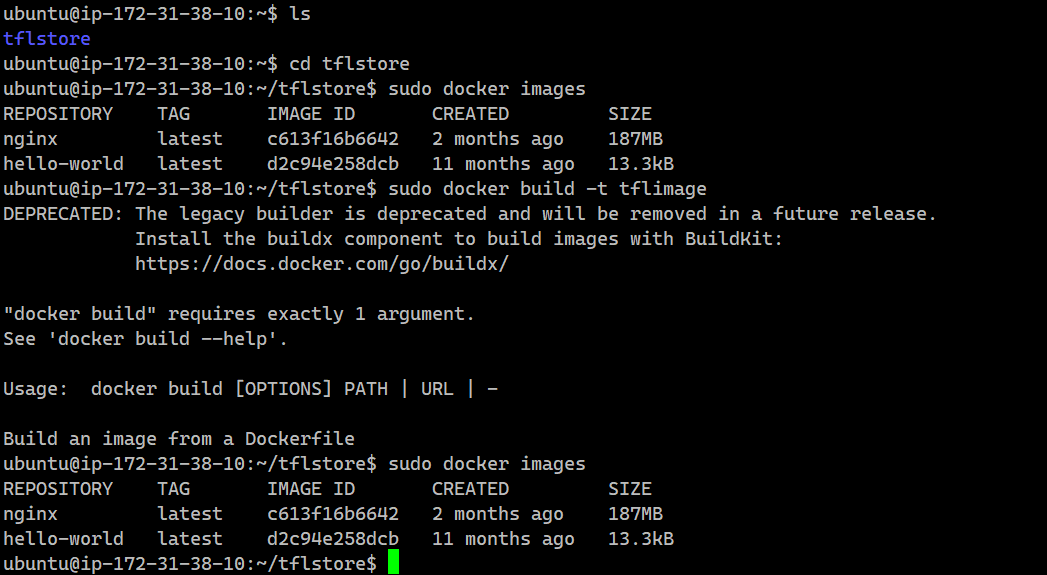 ubuntu@ip-172-31-38-10:~$ ls
tflstore
ubuntu@ip-172-31-38-10:~$ cd tflstore
ubuntu@ip-172-31-38-10:~/tflstore$ sudo docker images
REPOSITORY    TAG       IMAGE ID       CREATED         SIZE
nginx         latest    c613f16b6642   2 months ago    187MB
hello-world   latest    d2c94e258dcb   11 months ago   13.3kB
ubuntu@ip-172-31-38-10:~/tflstore$ sudo docker build -t tflimage
DEPRECATED: The legacy builder is deprecated and will be removed in a future release.
            Install the buildx component to build images with BuildKit:
            https://docs.docker.com/go/buildx/

"docker build" requires exactly 1 argument.
See 'docker build --help'.

Usage:  docker build [OPTIONS] PATH | URL | -

Build an image from a Dockerfile
ubuntu@ip-172-31-38-10:~/tflstore$ sudo docker images
REPOSITORY    TAG       IMAGE ID       CREATED         SIZE
nginx         latest    c613f16b6642   2 months ago    187MB
hello-world   latest    d2c94e258dcb   11 months ago   13.3kB
ubuntu@ip-172-31-38-10:~/tflstore$